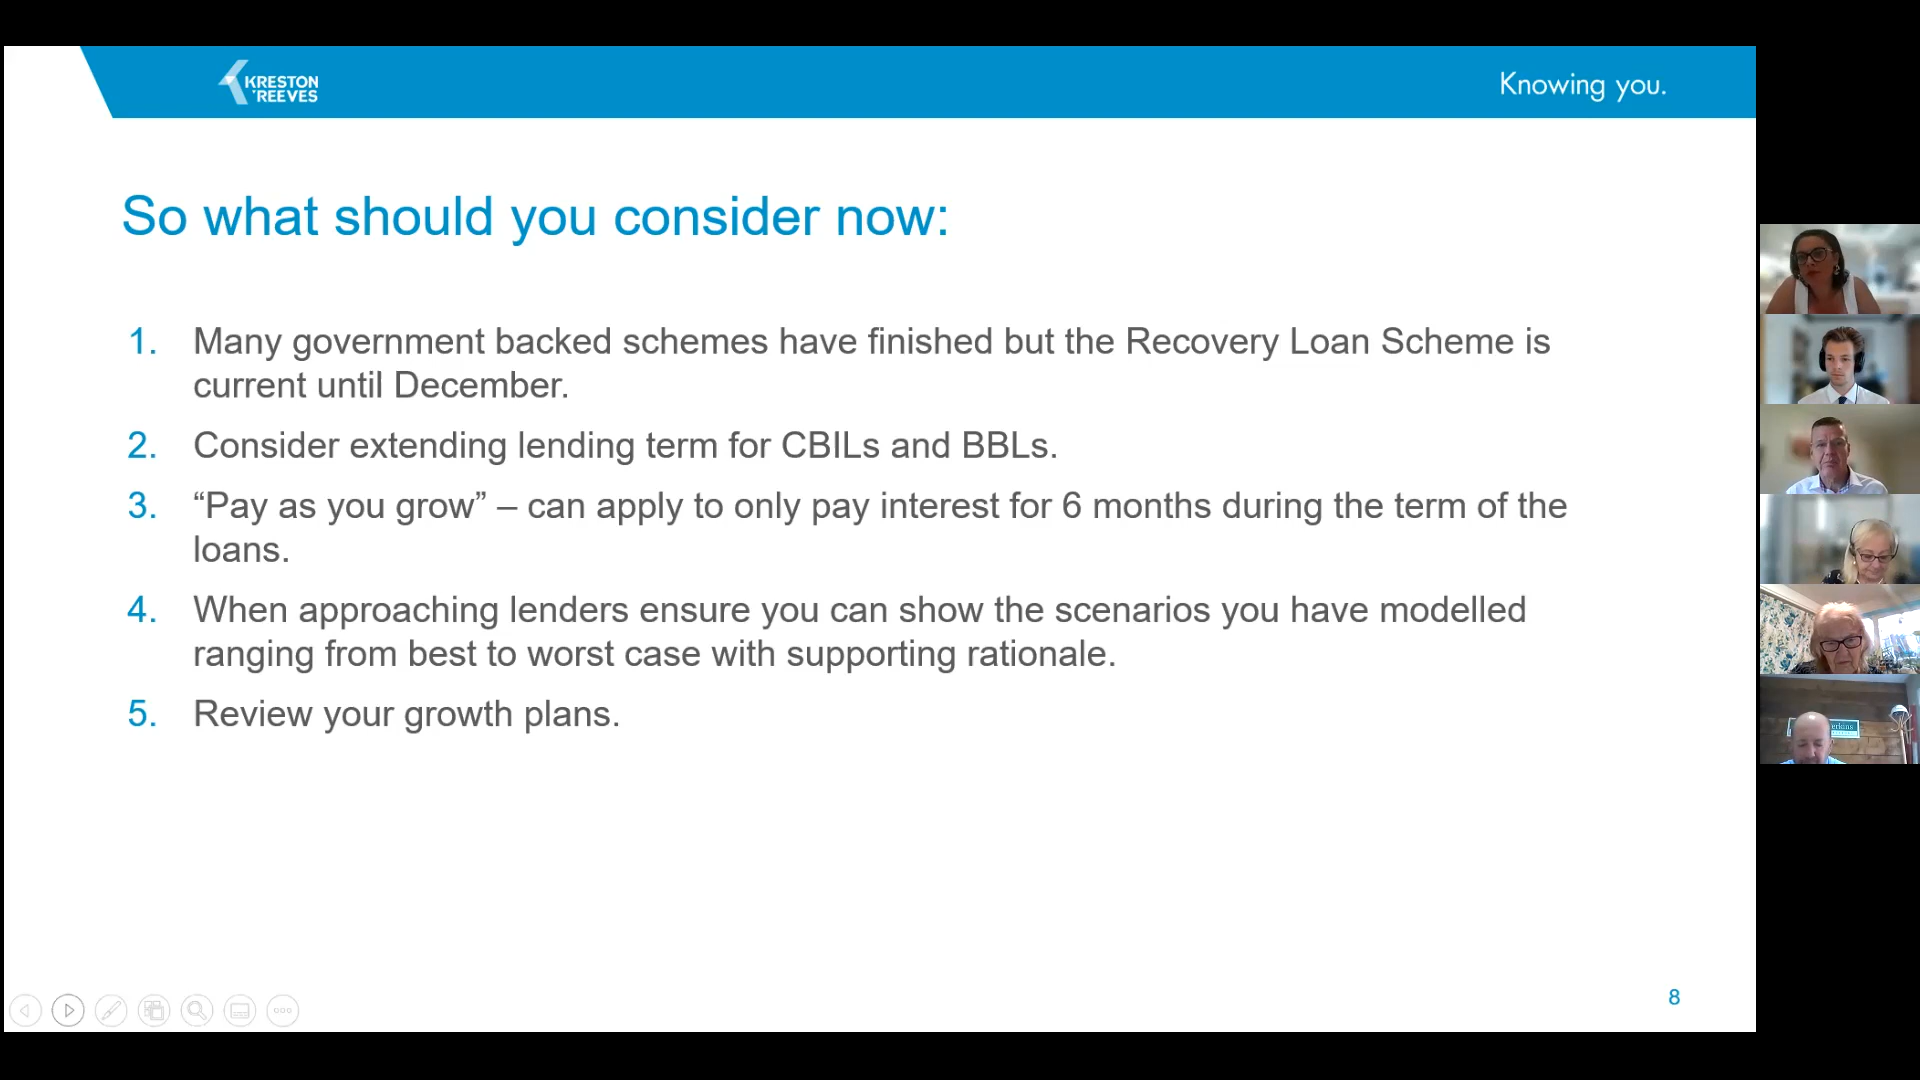 KRESTON
REEVES
Knowing you.
So what should you consider now:
1. Many government backed schemes have finished but the Recovery Loan Scheme is
current until December.
2. Consider extending lending term for CBILs and BBLs.
3. “Pay as you grow” – can apply to only pay interest for 6 months during the term of the
loans.
4. When approaching lenders ensure you can show the scenarios you have modelled
ranging from best to worst case with supporting rationale.
5. Review your growth plans.
8